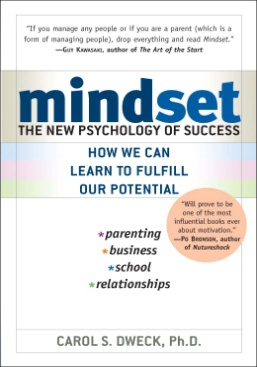 "If you manage any people or if you are a parent (which is a
form of managing people), drop everything and read Mindset."
—GUY KAWASAKI, author of The Art of the Start
mindset
THE NEW PSYCHOLOGY OF SUCCESS
HOW WE CAN
LEARN TO FULFILL
OUR POTENTIAL
*parenting
*business
*school
*relationships
"Will prove to be
one of the most
influential books ever
about motivation."
—PO BRONSON, author
of Nutureshock
CAROL S. DWECK, Ph.D.